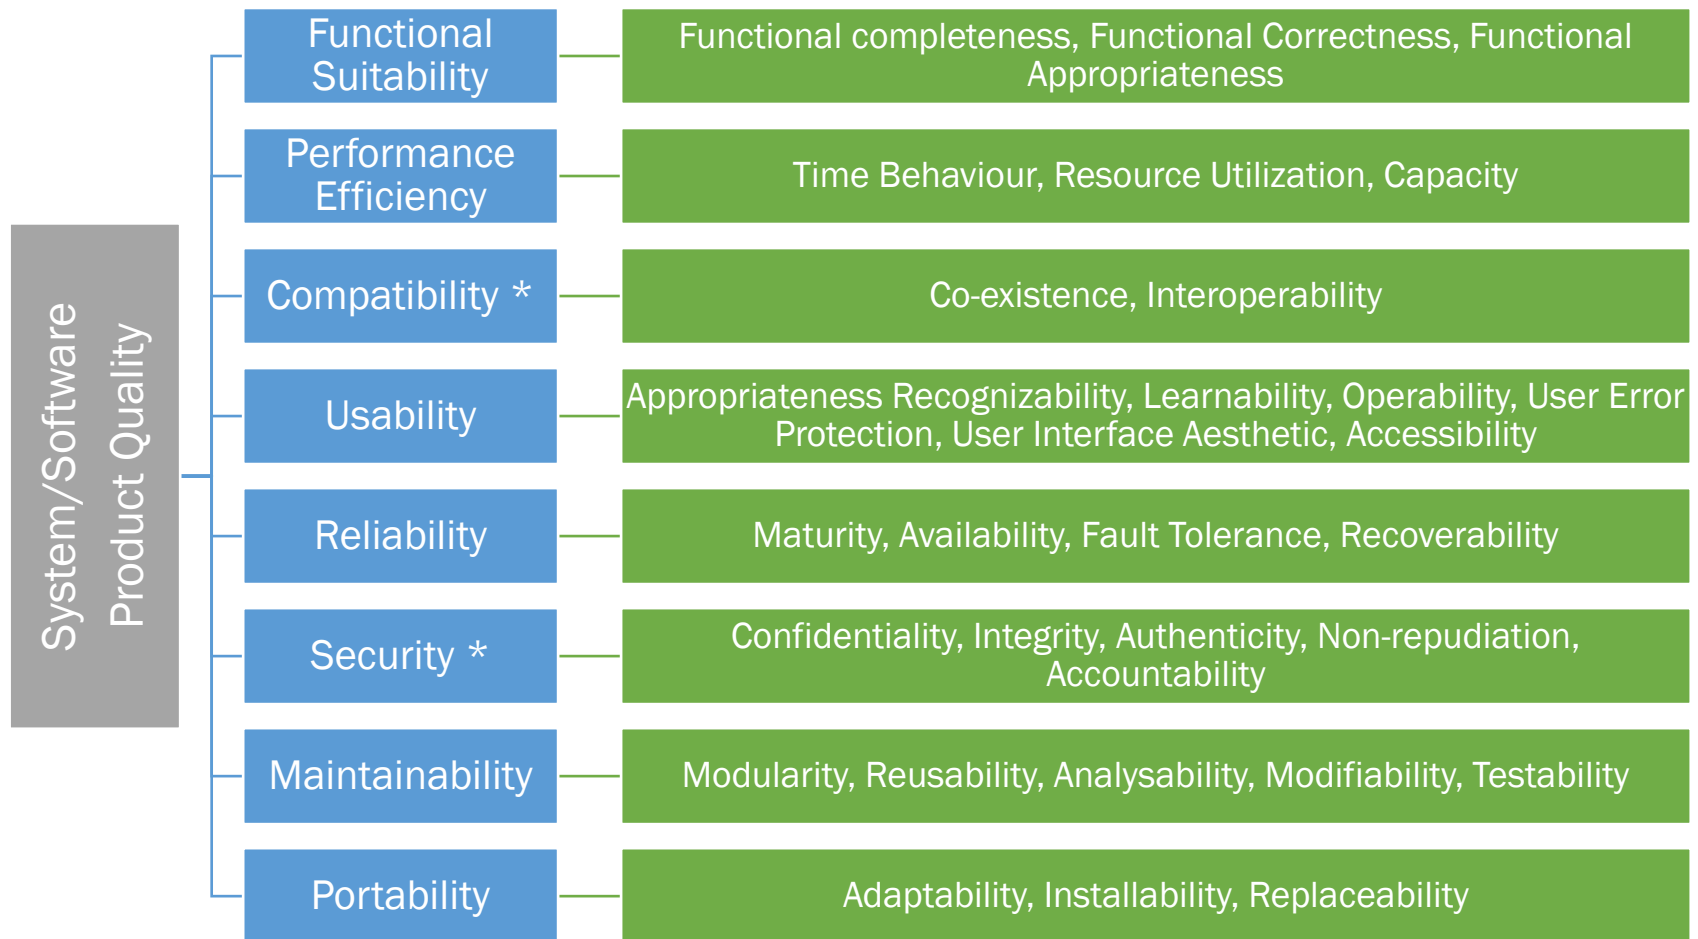 System/Software
Product Quality
Functional
Suitability
Functional completeness, Functional Correctness, Functional
Appropriateness
Performance
Efficiency
Time Behaviour, Resource Utilization, Capacity
Compatibility *
Co-existence, Interoperability
Usability
Appropriateness Recognizability, Learnability, Operability, User Error
Protection, User Interface Aesthetic, Accessibility
Reliability
Maturity, Availability, Fault Tolerance, Recoverability
Security *
Confidentiality, Integrity, Authenticity, Non-repudiation,
Accountability
Maintainability
Modularity, Reusability, Analysability, Modifiability, Testability
Portability
Adaptability, Installability, Replaceability